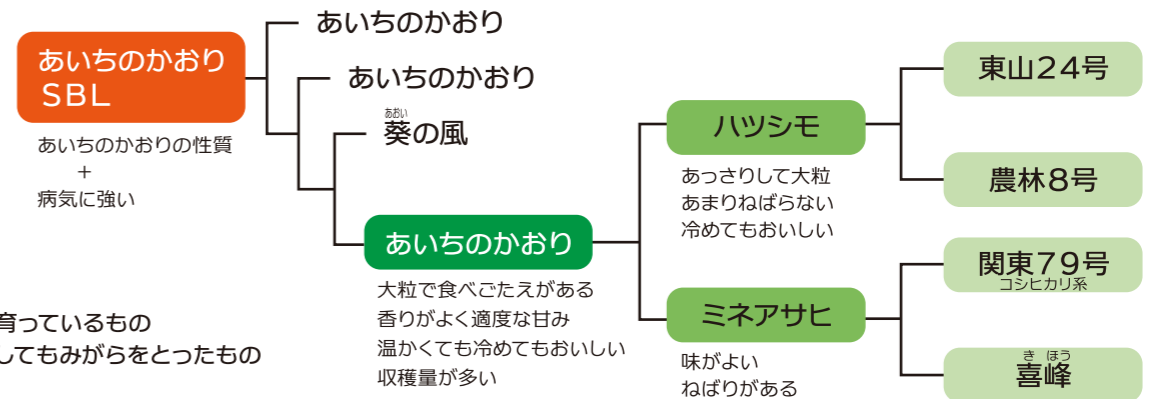 あいちのかおり
SBL
あいちのかおりの性質
+
病気に強い
あいちのかおり
あいちのかおり
あおい
葵の風
あいちのかおり
大粒で食べごたえがある
香りがよく適度な甘み
温かくても冷めてもおいしい
収穫量が多い
ハツシモ
あっさりして大粒
あまりねばらない
冷めてもおいしい
ミネアサヒ
味がよい
ねばりがある
東山24号
農林8号
関東79号
コシヒカリ系
き ほう
喜峰
育っているもの
してもみがらをとったもの